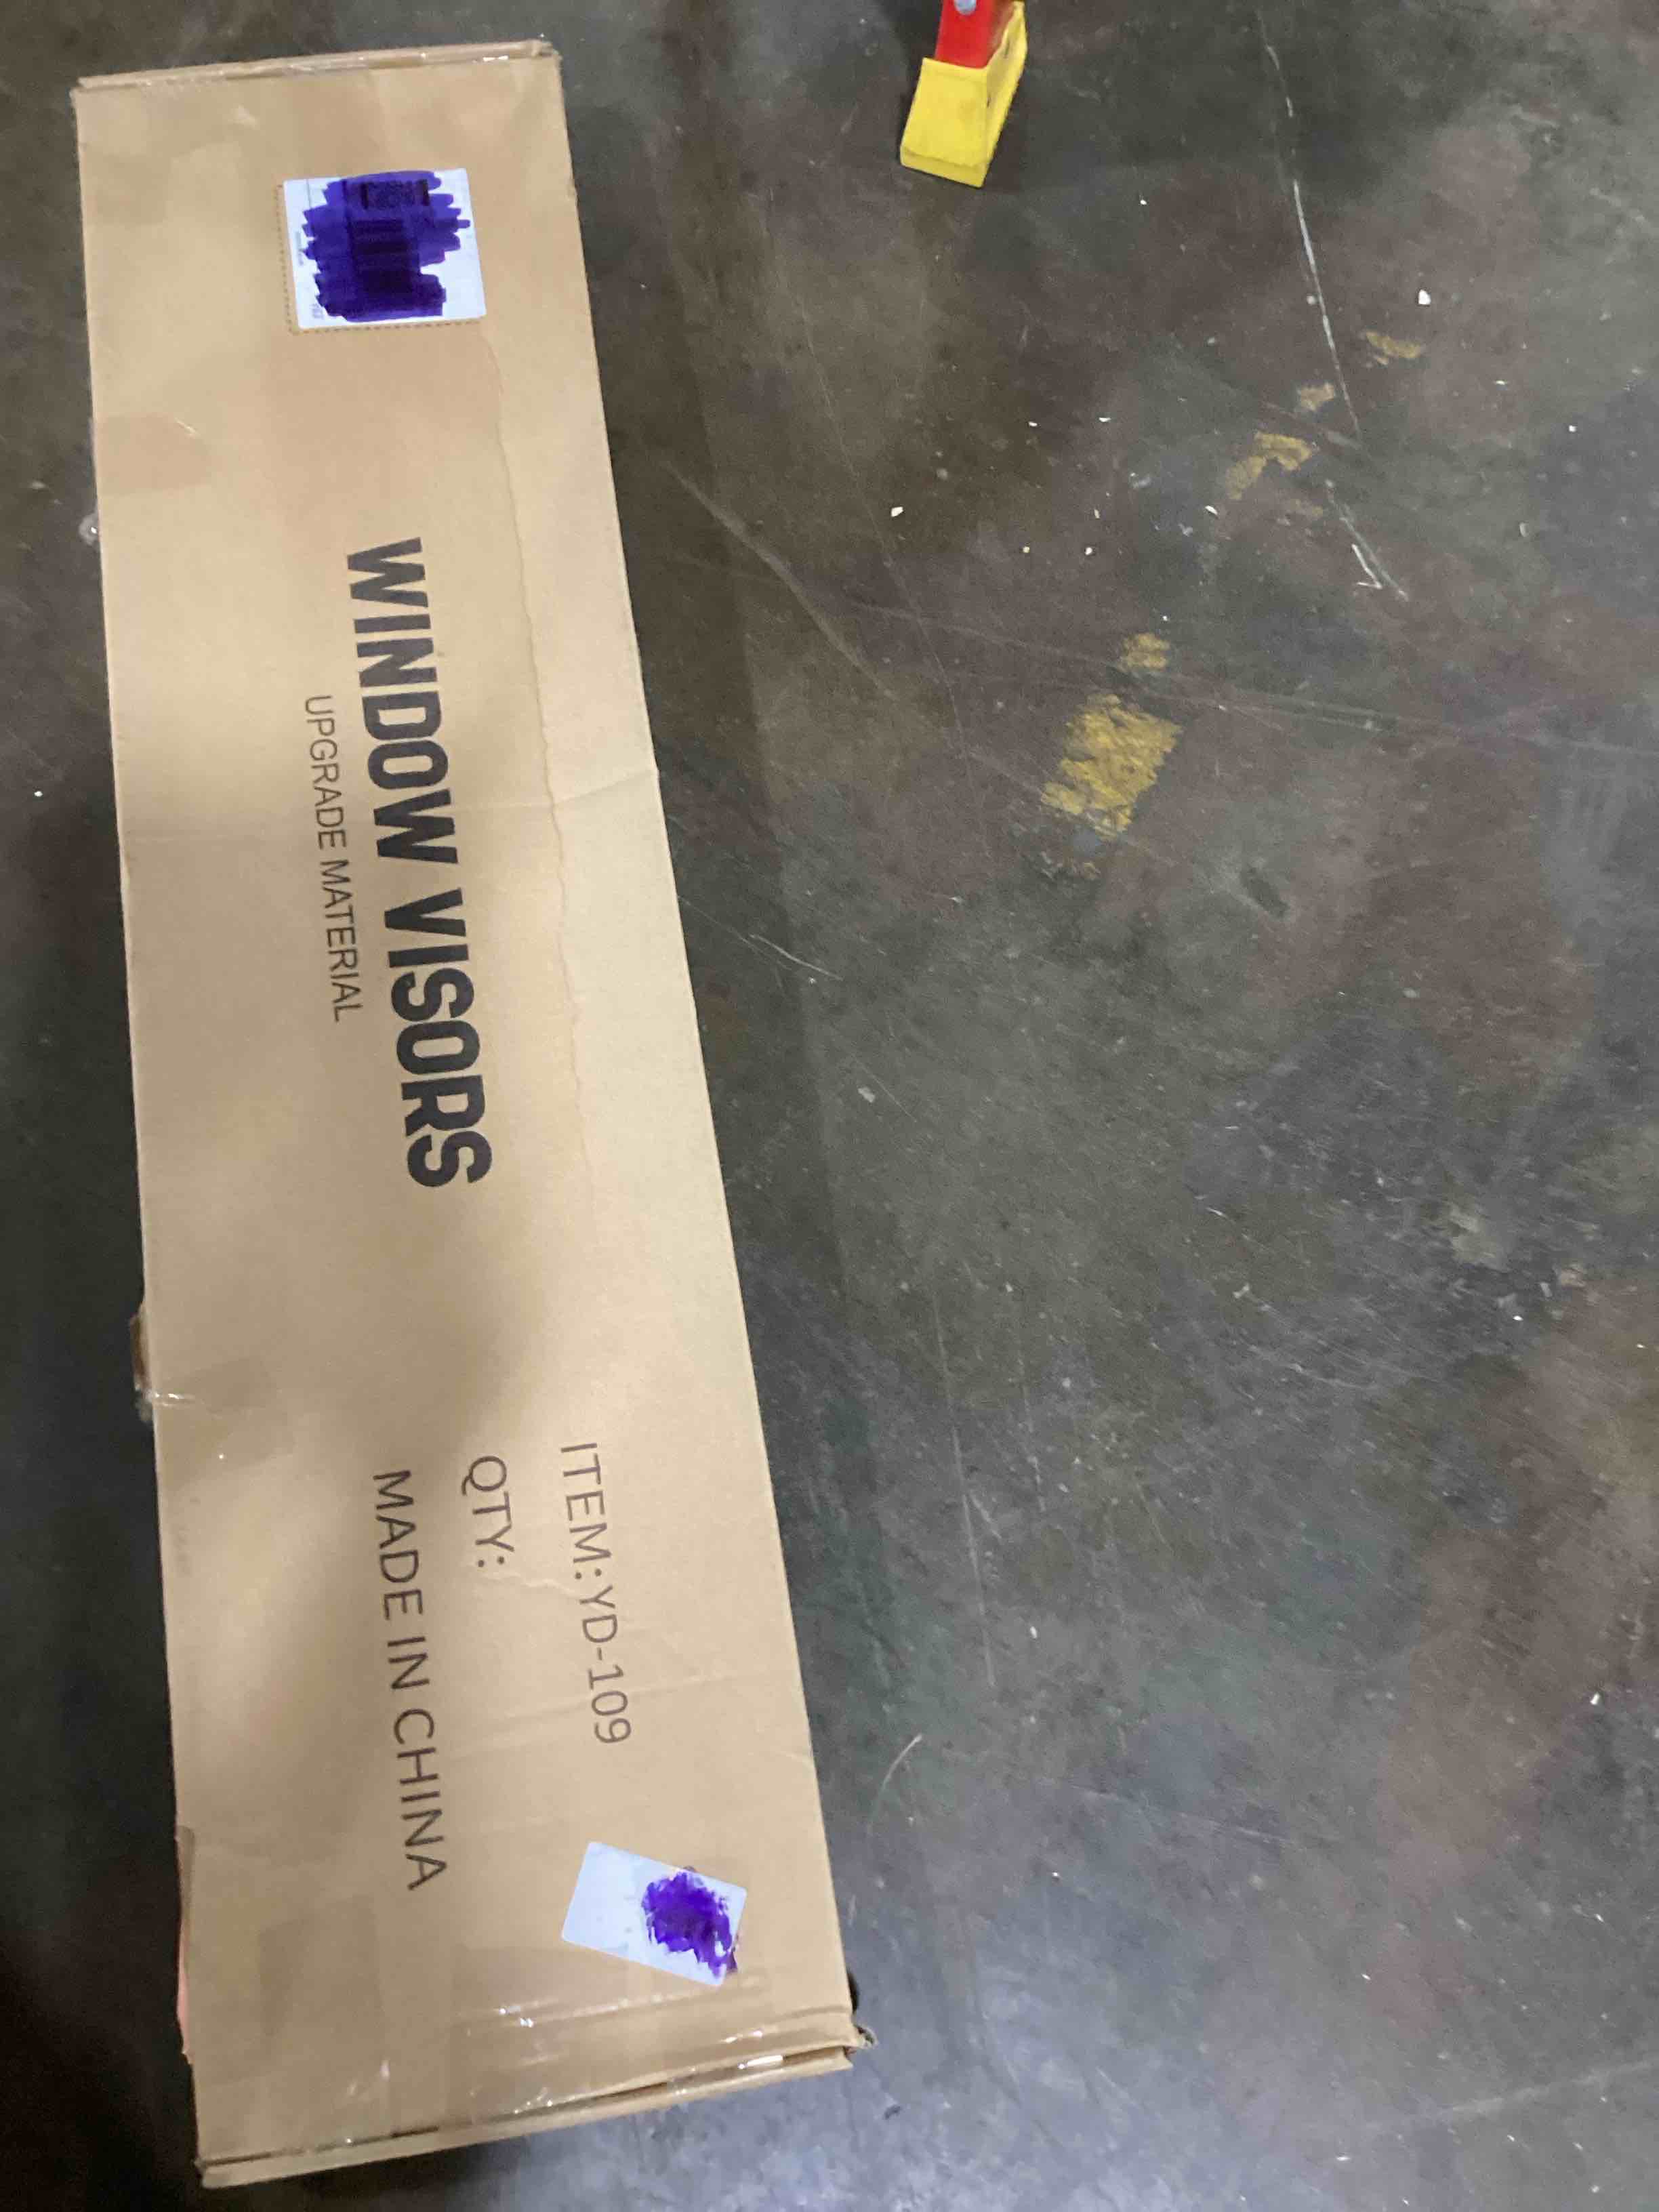 WINDOW VISORS
UPGRADE MATERIAL
ITEM: YD-109
QTY:
MADE IN CHINA